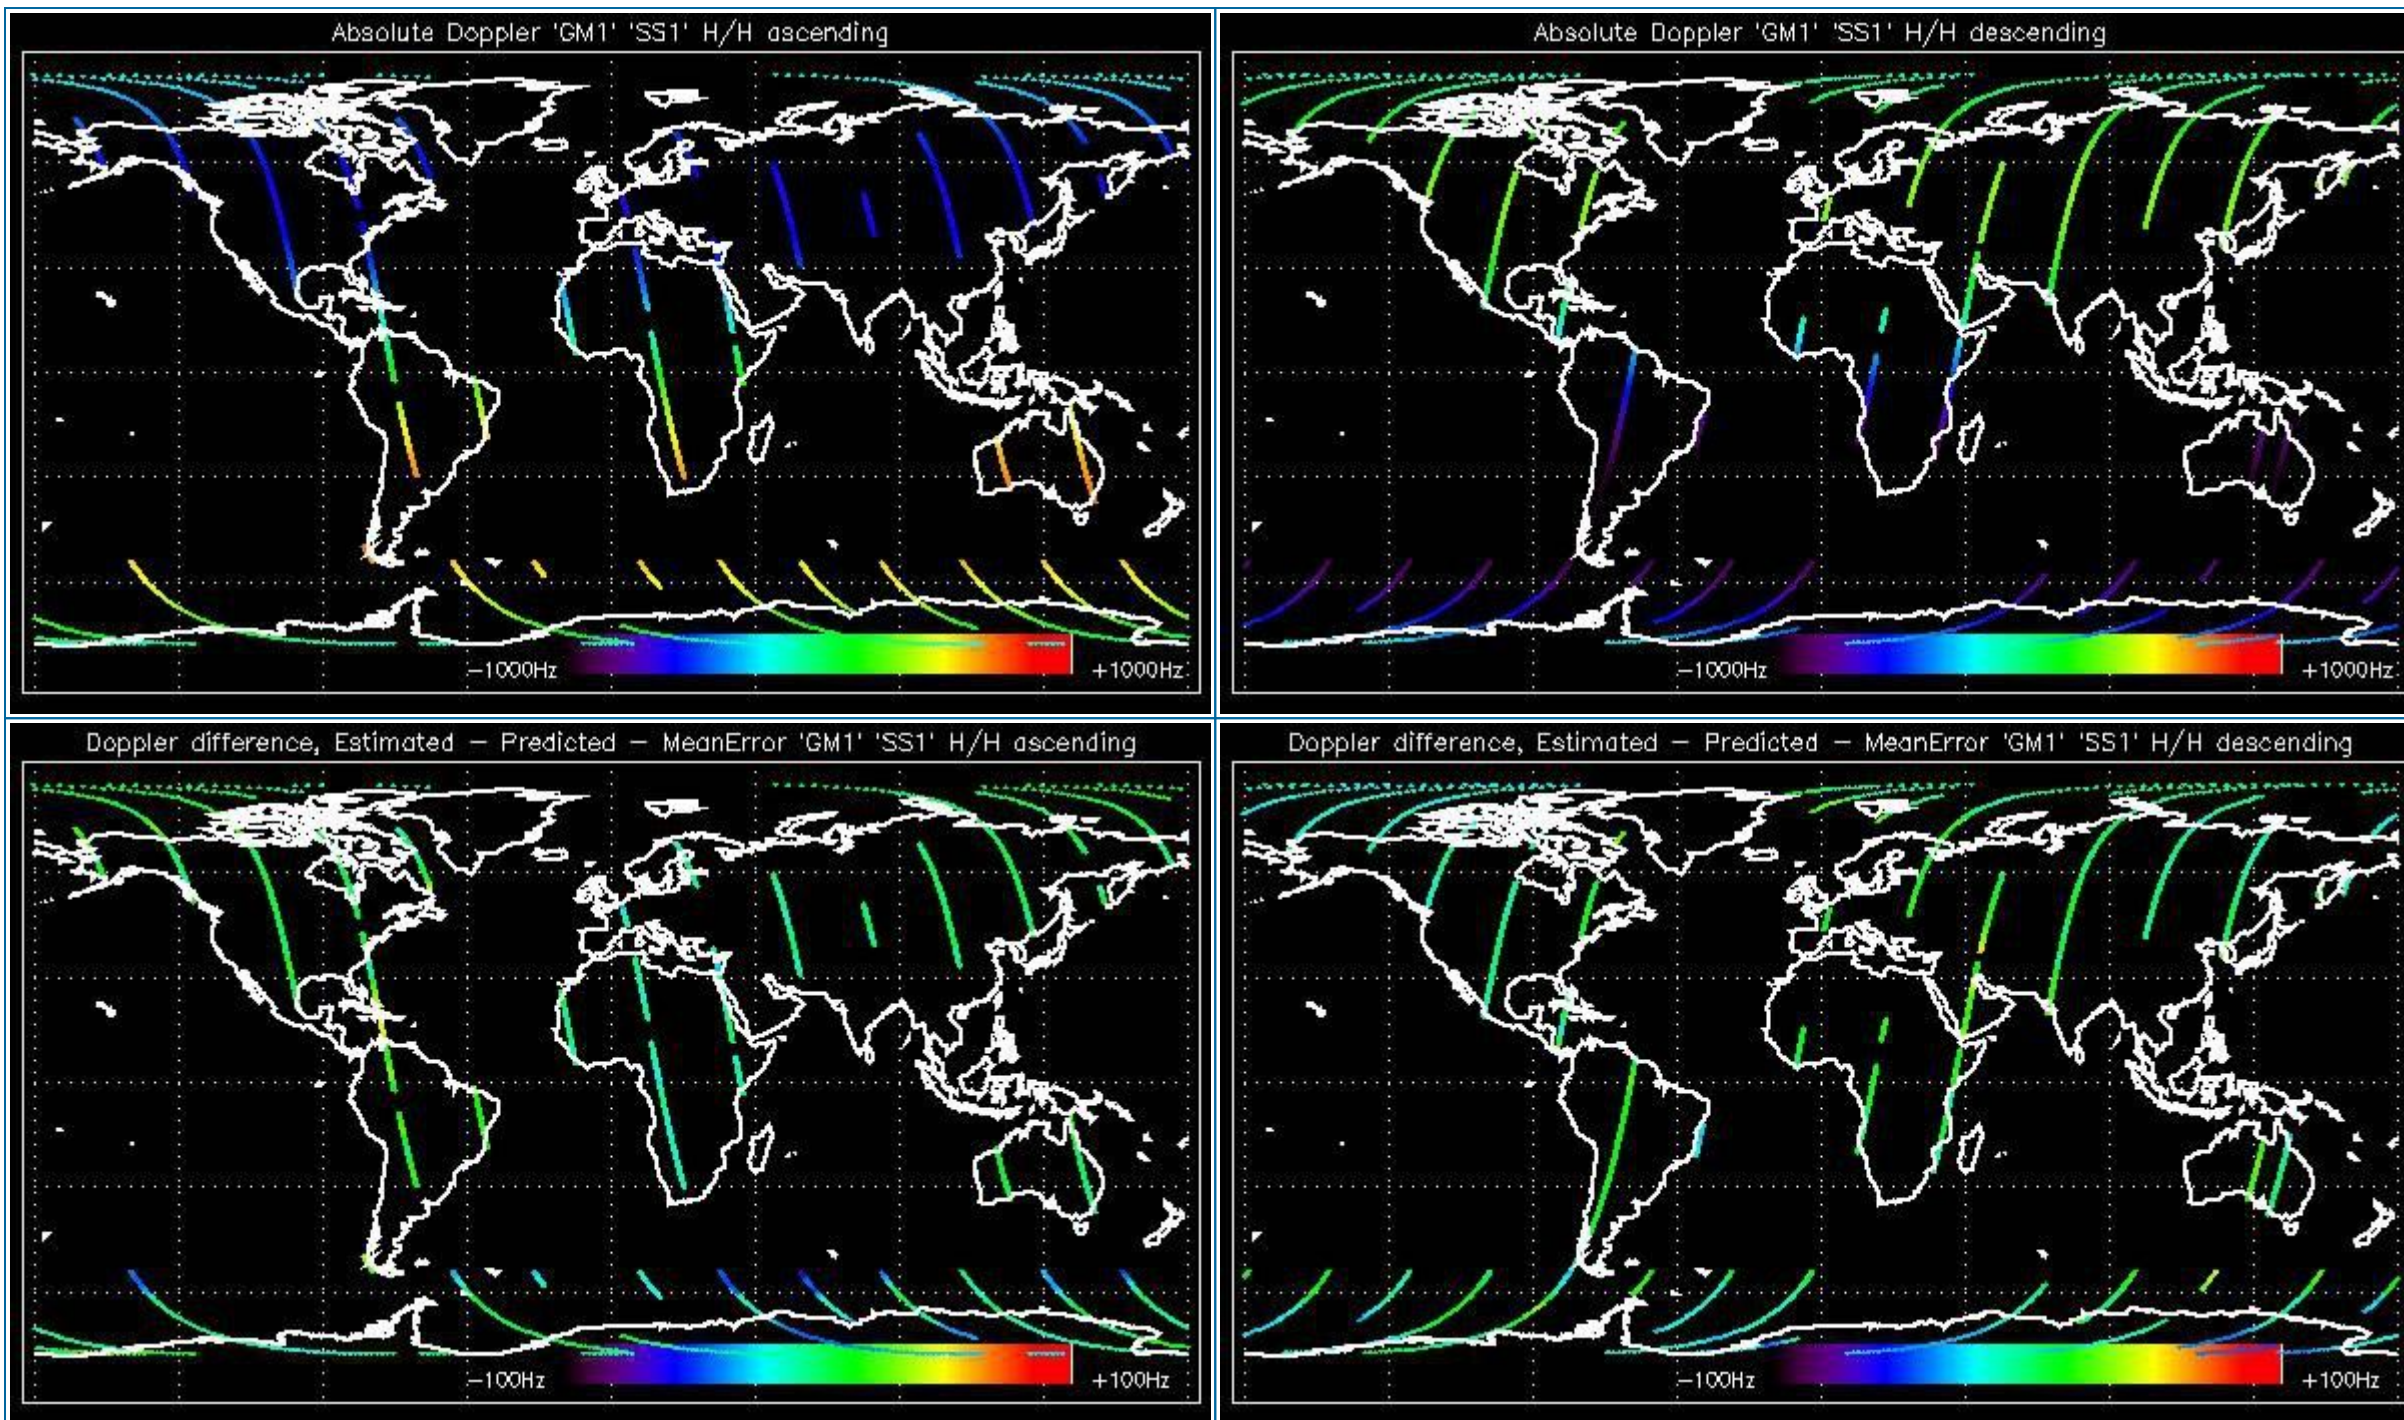 Absolute Doppler 'GM1' 'SS1' H/H ascending
-1000Hz
+1000Hz
Absolute Doppler 'GM1' 'SS1' H/H descending
-1000Hz
+1000Hz
Doppler difference, Estimated - Predicted - MeanError 'GM1' 'SS1' H/H ascending
-100Hz
+100Hz
Doppler difference, Estimated - Predicted - MeanError 'GM1' 'SS1' H/H descending
-100Hz
+100Hz